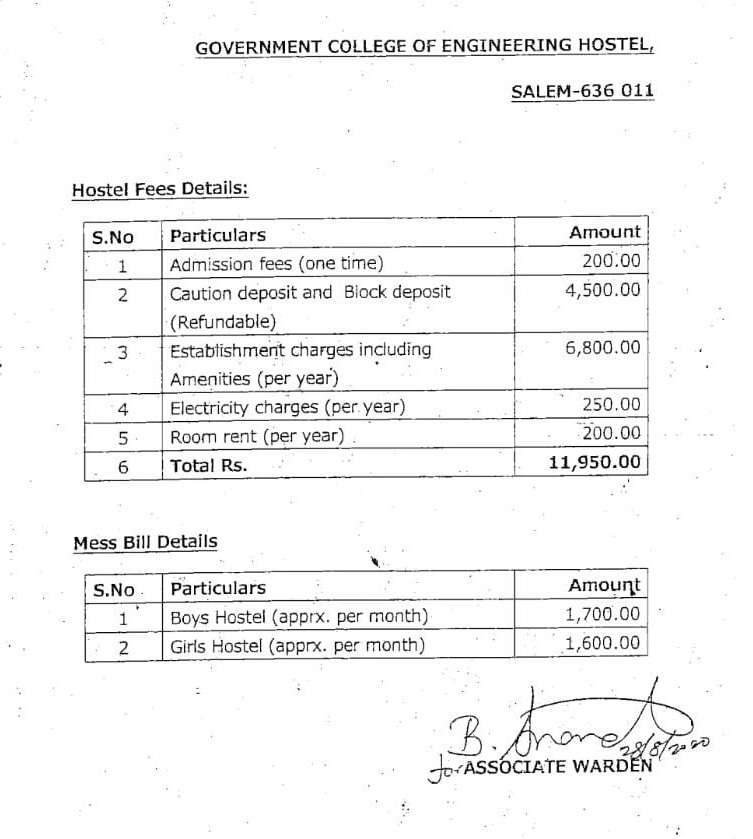 GOVERNMENT COLLEGE OF ENGINEERING HOSTEL,
SALEM-636 011
Hostel Fees Details:
S.No Particulars Amount
1 Admission fees (one time) 200.00
2 Caution deposit and Block deposit 4,500.00
(Refundable)
3 Establishment charges including 6,800.00
Amenities (per year)
4 Electricity charges (per year) 250.00
5 Room rent (per year) 200.00
6 Total Rs. 11,950.00
Mess Bill Details
S.No Particulars Amount
1 Boys Hostel (apprx. per month) 1,700.00
2 Girls Hostel (apprx. per month) 1,600.00
B. Anand 28/8/2020
for ASSOCIATE WARDEN